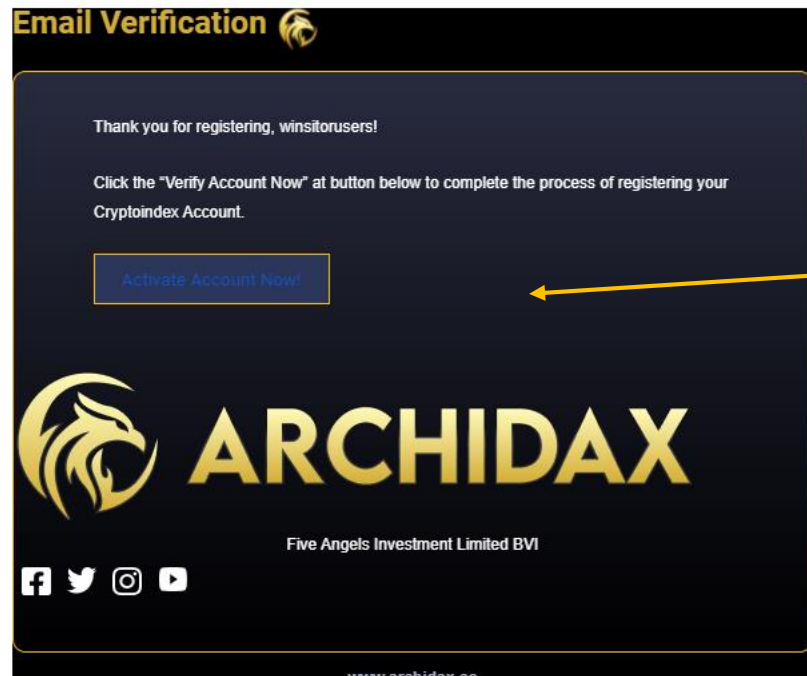 Email Verification
Thank you for registering, winsitorusers!
Click the “Verify Account Now” at button below to complete the process of registering your
Cryptoindex Account.
Activate Account Now!
ARCHIDAX
Five Angels Investment Limited BVI